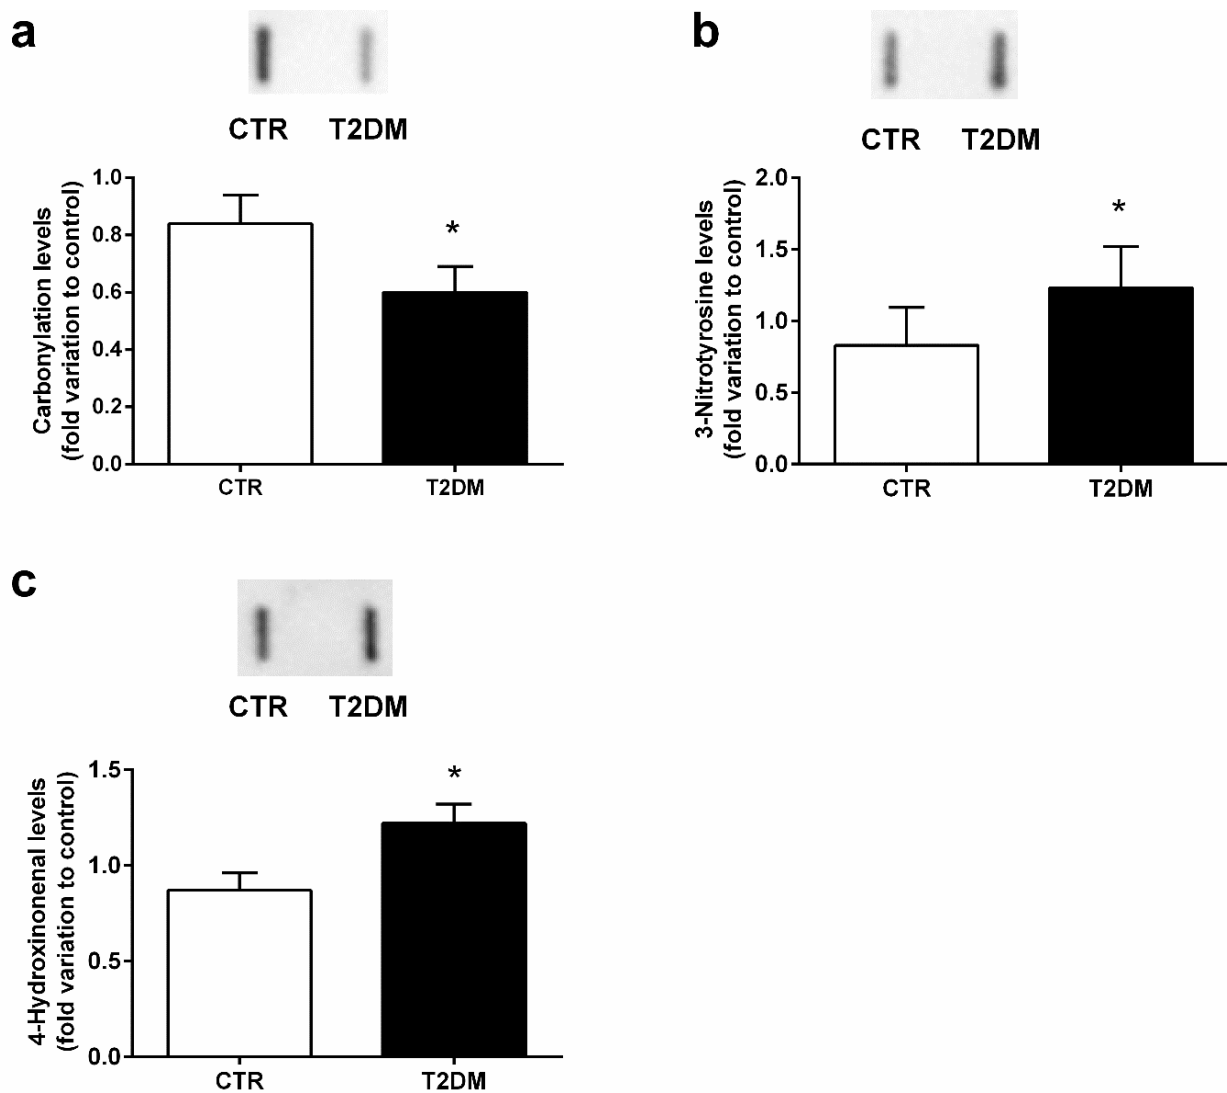 a
CTR T2DM
Carbonylation levels
(fold variation to control)
1.0
0.8
0.6
0.4
0.2
0.0
*
CTR T2DM
b
CTR T2DM
3-Nitrotyrosine levels
(fold variation to control)
2.0
1.5
1.0
0.5
0.0
*
CTR T2DM
c
CTR T2DM
4-Hydroxinonenal levels
(fold variation to control)
1.5
1.0
0.5
0.0
*
CTR T2DM